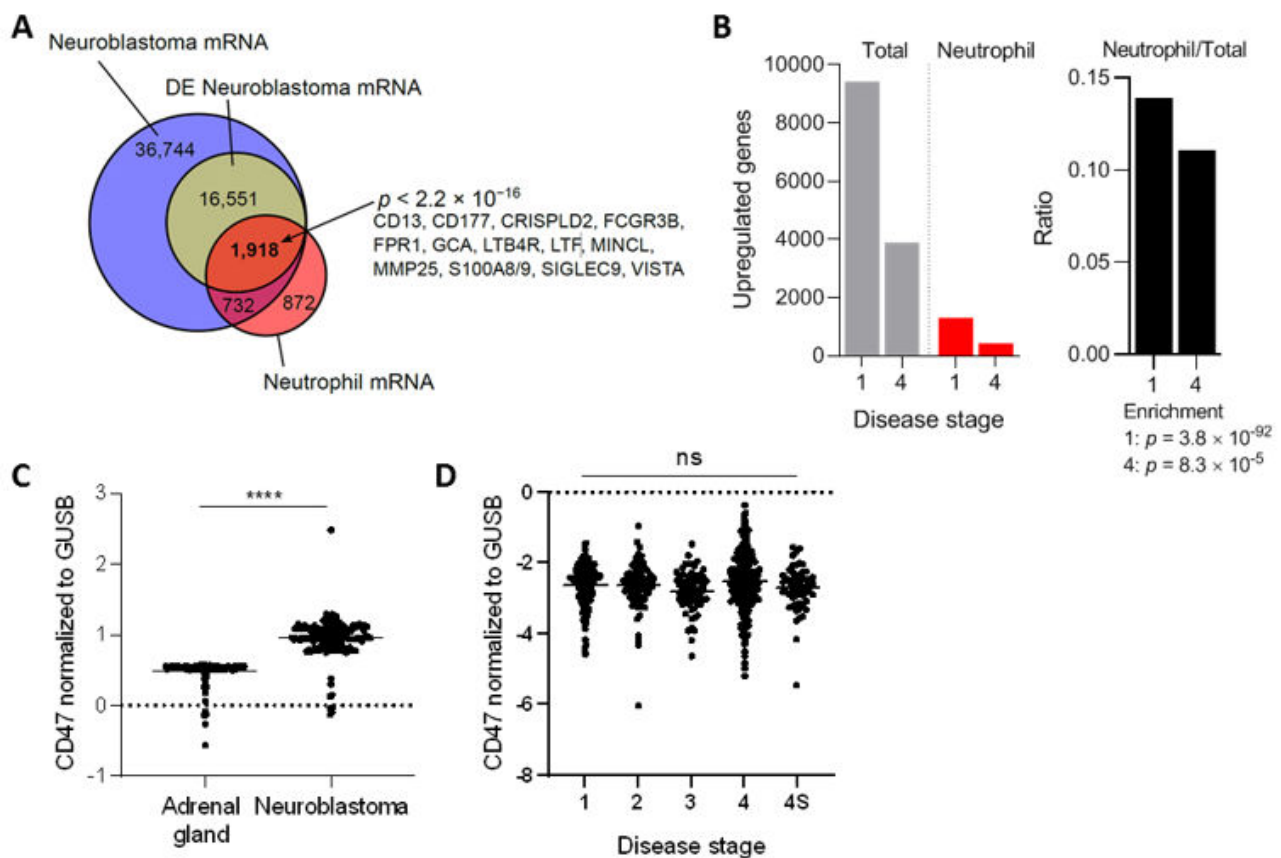 A
Neuroblastoma mRNA
DE Neuroblastoma mRNA
36,744
16,551
1,918
732
872
p < 2.2 × 10⁻¹⁶
CD13, CD177, CRISPLD2, FCGR3B,
FPR1, GCA, LTB4R, LTF, MINCL,
MMP25, S100A8/9, SIGLEC9, VISTA
Neutrophil mRNA
B
Total Neutrophil
Upregulated genes
10000
8000
6000
4000
2000
0
1 4 1 4
Disease stage
Neutrophil/Total
Ratio
0.15
0.10
0.05
0.00
1 4
Enrichment
1: p = 3.8 × 10⁻⁹²
4: p = 8.3 × 10⁻⁵
C
CD47 normalized to GUSB
3
2
1
0
-1
****
Adrenal
gland
Neuroblastoma
D
ns
CD47 normalized to GUSB
0
-2
-4
-6
-8
1 2 3 4 4S
Disease stage